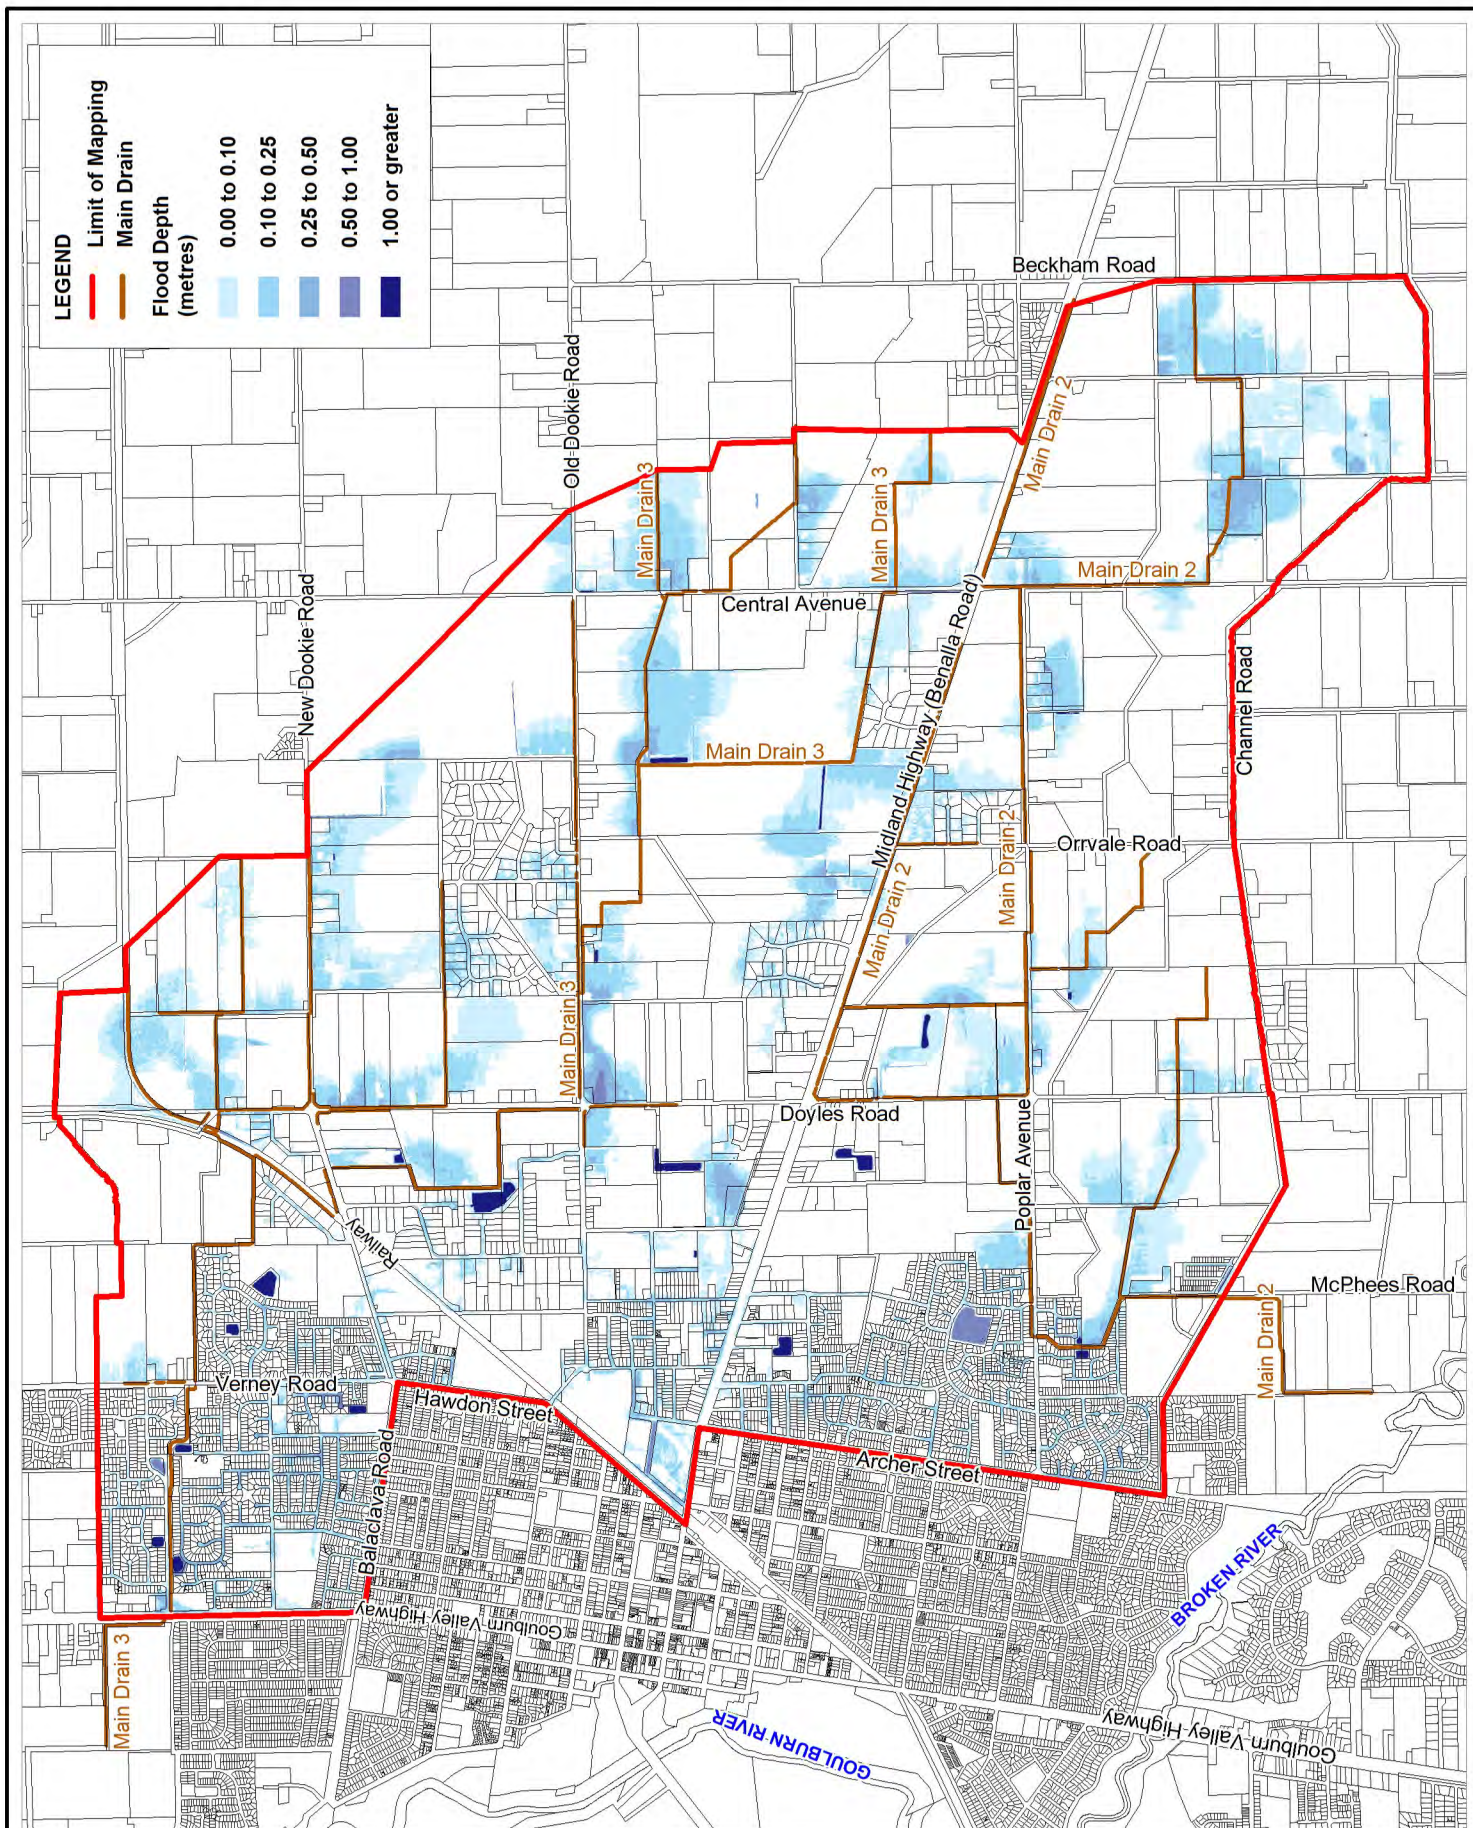 LEGEND
Limit of Mapping
Main Drain
Flood Depth
(metres)
0.00 to 0.10
0.10 to 0.25
0.25 to 0.50
0.50 to 1.00
1.00 or greater
Beckham Road
Old Dookie Road
Main Drain 2
Main Drain 3
Main Drain 3
New Dookie Road
Main Drain 2
Central Avenue
Midland Highway (Benalla Road)
Channel Road
Main Drain 3
Orrvale Road
Main Drain 2
Main Drain 2
Main Drain 3
Doyles Road
Poplar Avenue
Railway
McPhees Road
Main Drain 2
Verney Road
Hawdon Street
Archer Street
Balaclava Road
BROKEN RIVER
Goulburn Valley Highway
Main Drain 3
GOULBURN RIVER
Goulburn Valley Highway